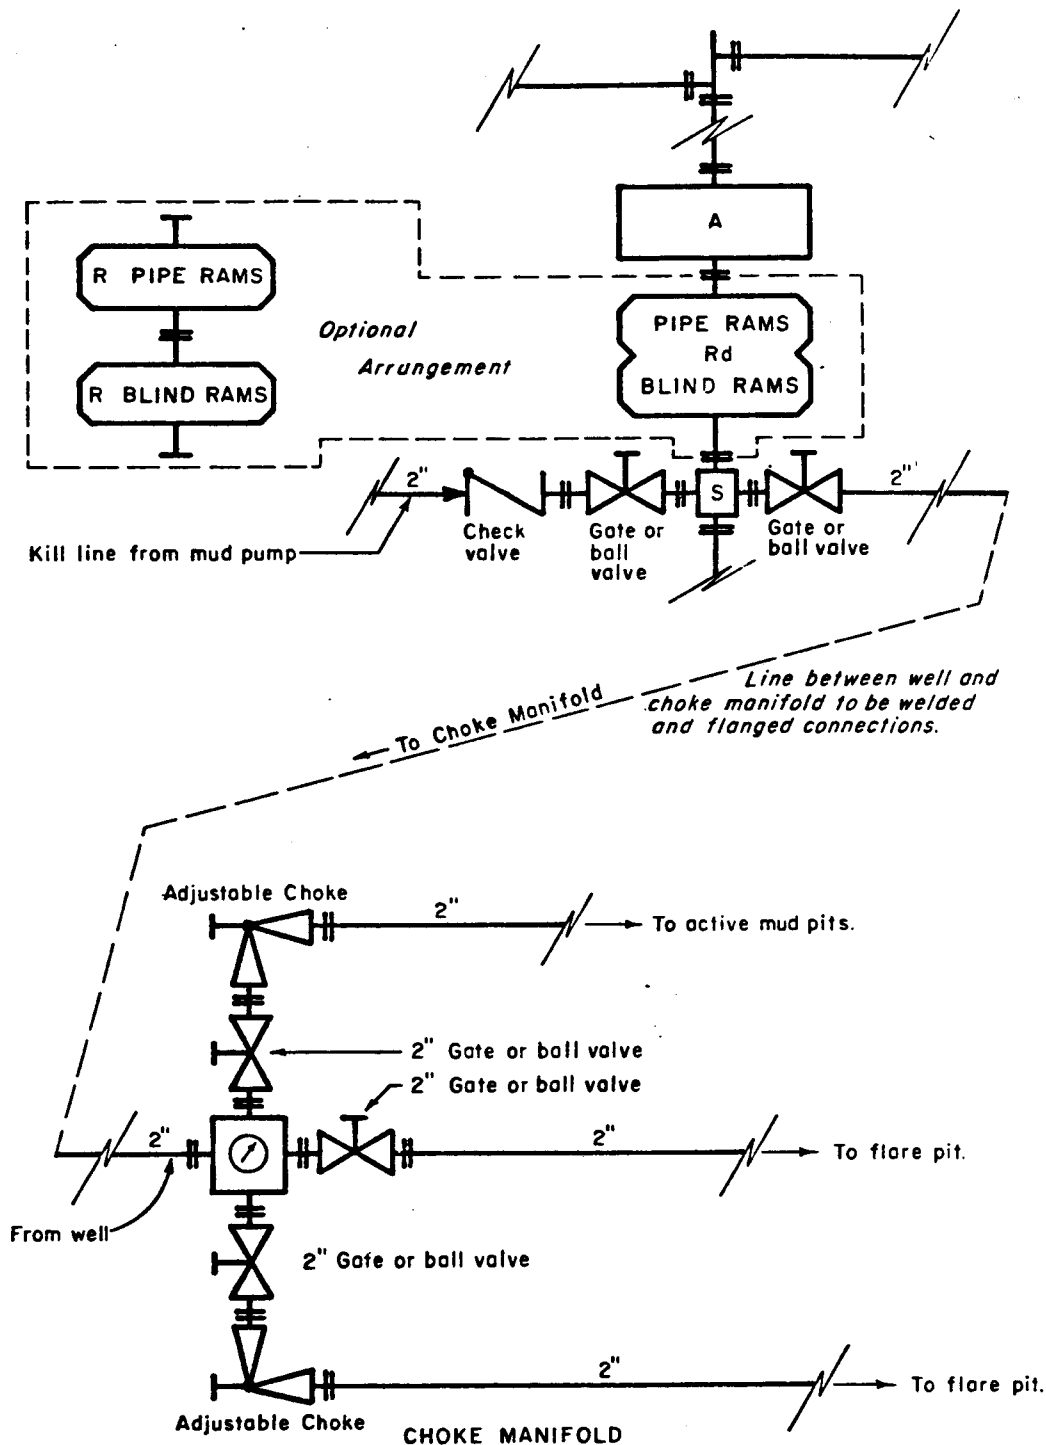 A
R PIPE RAMS
R BLIND RAMS
Optional
Arrangement
PIPE RAMS
Rd
BLIND RAMS
2"
S
2"
Check
valve
Gate or
ball
valve
Gate or
ball valve
Kill line from mud pump
Line between well and
choke manifold to be welded
and flanged connections.
To Choke Manifold
Adjustable Choke
2"
To active mud pits.
2" Gate or ball valve
2" Gate or ball valve
2"
2"
To flare pit.
From well
2" Gate or ball valve
2"
To flare pit.
Adjustable Choke
CHOKE MANIFOLD